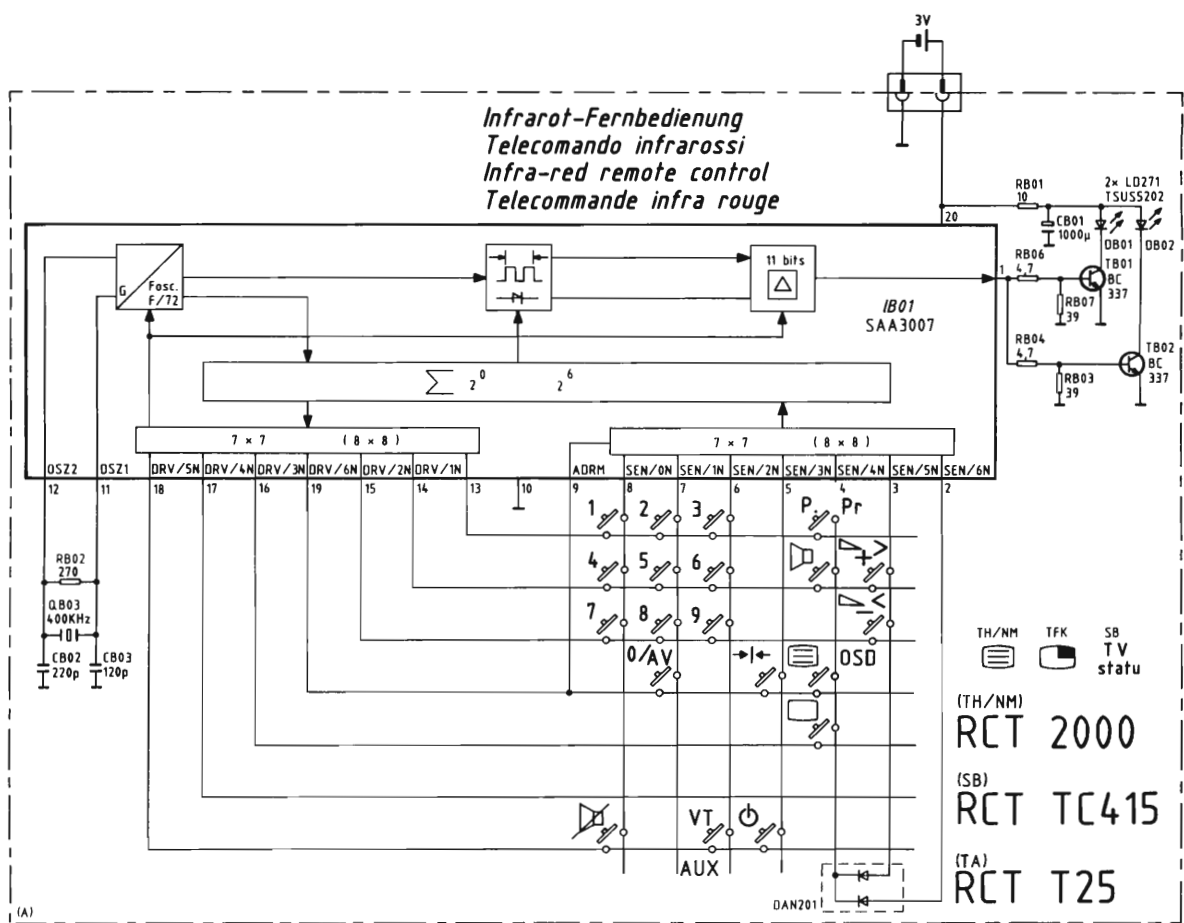 3V
Infrarot-Fernbedienung
Telecomando infrarossi
Infra-red remote control
Telecommande infra rouge
RB01
10
2x LD271
TSUS5202
20
CB01
1000µ
DB01
DB02
RB06
4,7
TB01
BC
337
RB07
39
RB04
4,7
TB02
BC
337
RB03
39
G
Fosc.
F/72
11 bits
1
IB01
SAA3007
∑ 2⁰ 2⁶
7 x 7 (8 x 8)
7 x 7 (8 x 8)
OSZ2 OSZ1 DRV/5N DRV/4N DRV/3N DRV/6N DRV/2N DRV/1N ADRM SEN/0N SEN/1N SEN/2N SEN/3N SEN/4N SEN/5N SEN/6N
12 11 18 17 16 19 15 14 13 10 9 8 7 6 5 4 3 2
1 2 3 P. Pr
4 5 6 + >
7 8 9 - <
0/AV OSD
RB02
270
QB03
400KHz
CB02
220p
CB03
120p
TH/NM TFK SB
TV
statu
(TH/NM)
RCT 2000
(SB)
RCT TC415
VT
AUX
(TA)
RCT T25
DAN201
(A)